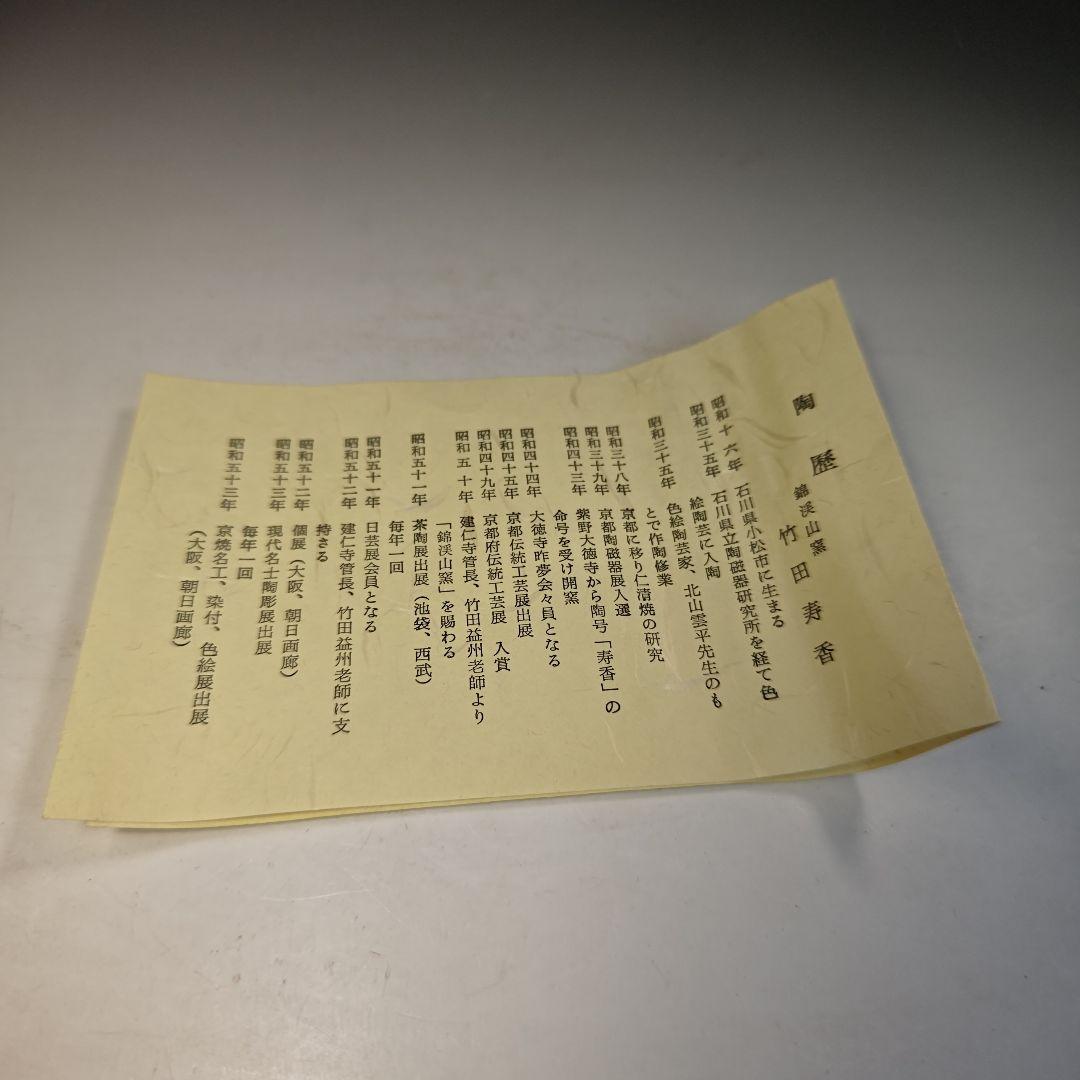 陶歴
錦渓山窯
竹田寿香
昭和十六年 石川県小松市に生まる
昭和三十五年 石川県立陶磁器研究所を経て色
絵陶芸に入陶
昭和三十五年 色絵陶芸家、北山雲平先生のも
とで作陶修業
昭和三十八年 京都に移り仁清焼の研究
昭和三十九年 京都陶磁器展入選
昭和四十三年 紫野大徳寺から陶号「寿香」の
命号を受け開窯
昭和四十四年 大徳寺昨夢会々員となる
昭和四十五年 京都伝統工芸展出展
昭和四十九年 京都府伝統工芸展 入賞
昭和五十年 建仁寺管長、竹田益州老師より
「錦渓山窯」を賜わる
昭和五十一年 茶陶展出展(池袋、西武)
毎年一回
昭和五十一年 日芸展会員となる
昭和五十二年 建仁寺管長、竹田益州老師に支
持さる
昭和五十二年 個展(大阪、朝日画廊)
昭和五十三年 現代名士陶彫展出展
毎年一回
昭和五十三年 京焼名工、染付、色絵展出展
(大阪、朝日画廊)